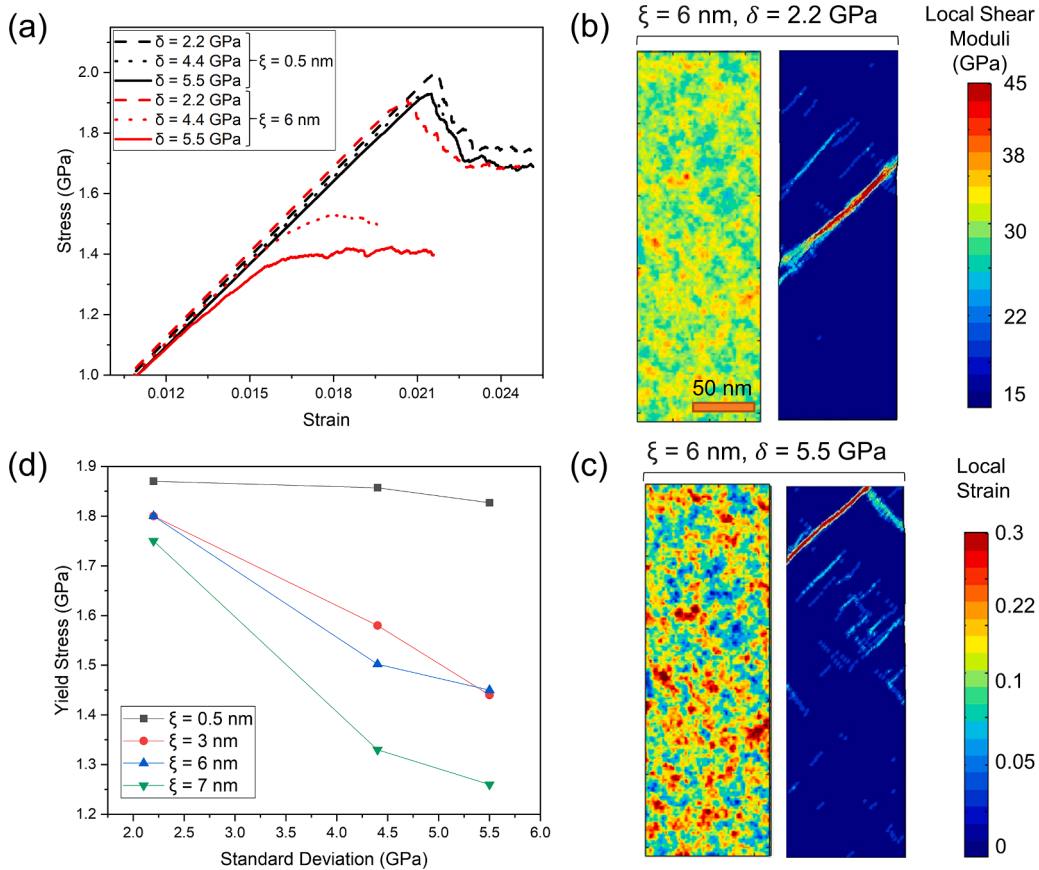 (a)
δ = 2.2 GPa
δ = 4.4 GPa
δ = 5.5 GPa
ξ = 0.5 nm
δ = 2.2 GPa
δ = 4.4 GPa
δ = 5.5 GPa
ξ = 6 nm
2.0
1.8
1.6
1.4
1.2
1.0
Stress (GPa)
0.012
0.015
0.018
0.021
0.024
Strain
(b)
ξ = 6 nm, δ = 2.2 GPa
50 nm
Local Shear
Moduli
(GPa)
45
38
30
22
15
(d)
1.9
1.8
1.7
1.6
1.5
1.4
1.3
1.2
Yield Stress (GPa)
ξ = 0.5 nm
ξ = 3 nm
ξ = 6 nm
ξ = 7 nm
2.0
2.5
3.0
3.5
4.0
4.5
5.0
5.5
6.0
Standard Deviation (GPa)
(c)
ξ = 6 nm, δ = 5.5 GPa
Local
Strain
0.3
0.22
0.1
0.05
0